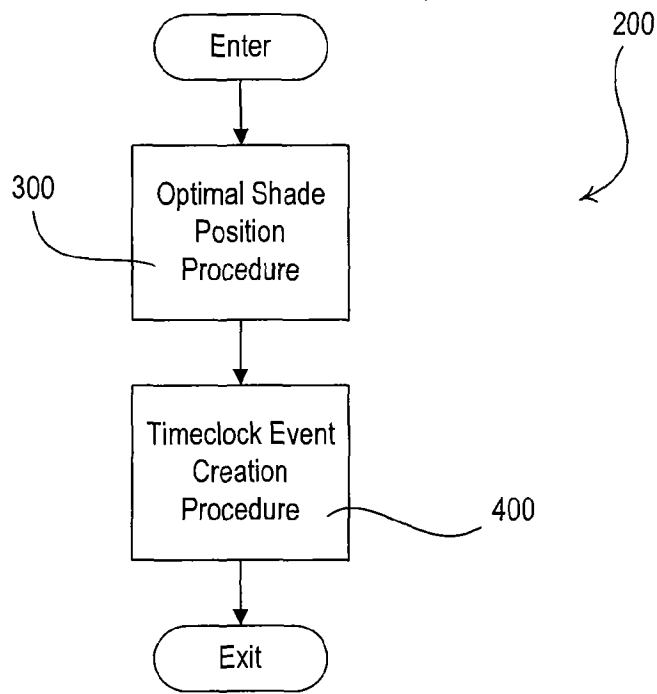 Enter
200
300
Optimal Shade
Position
Procedure
Timeclock Event
Creation
Procedure
400
Exit